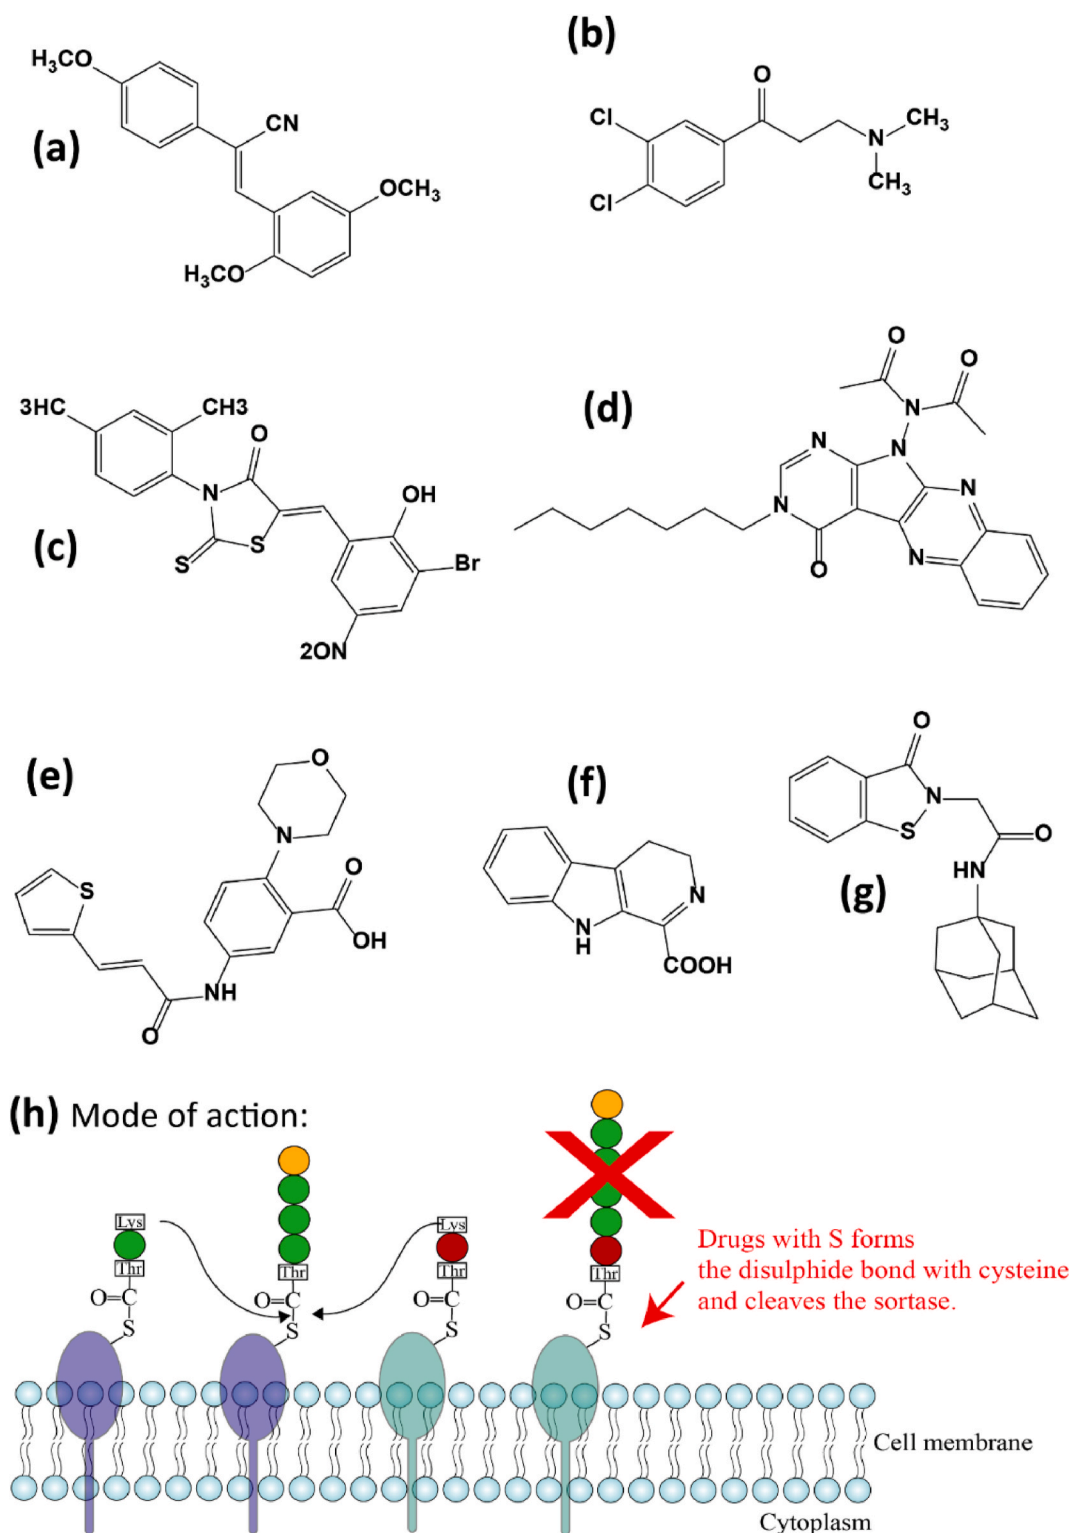 (a)
H₃CO
CN
OCH₃
H₃CO
(b)
O
Cl
Cl
N
CH₃
CH₃
(c)
3HC
CH3
O
N
S
S
OH
Br
2ON
(d)
O
O
N
N
N
N
O
N
N
(e)
O
N
S
O
OH
NH
O
(f)
N
N
H
COOH
(g)
O
N
S
O
HN
(h) Mode of action:
Lys
Thr
O=C
S
Thr
O=C
S
Lys
Thr
O=C
S
Thr
O=C
S
Drugs with S forms
the disulphide bond with cysteine
and cleaves the sortase.
Cell membrane
Cytoplasm